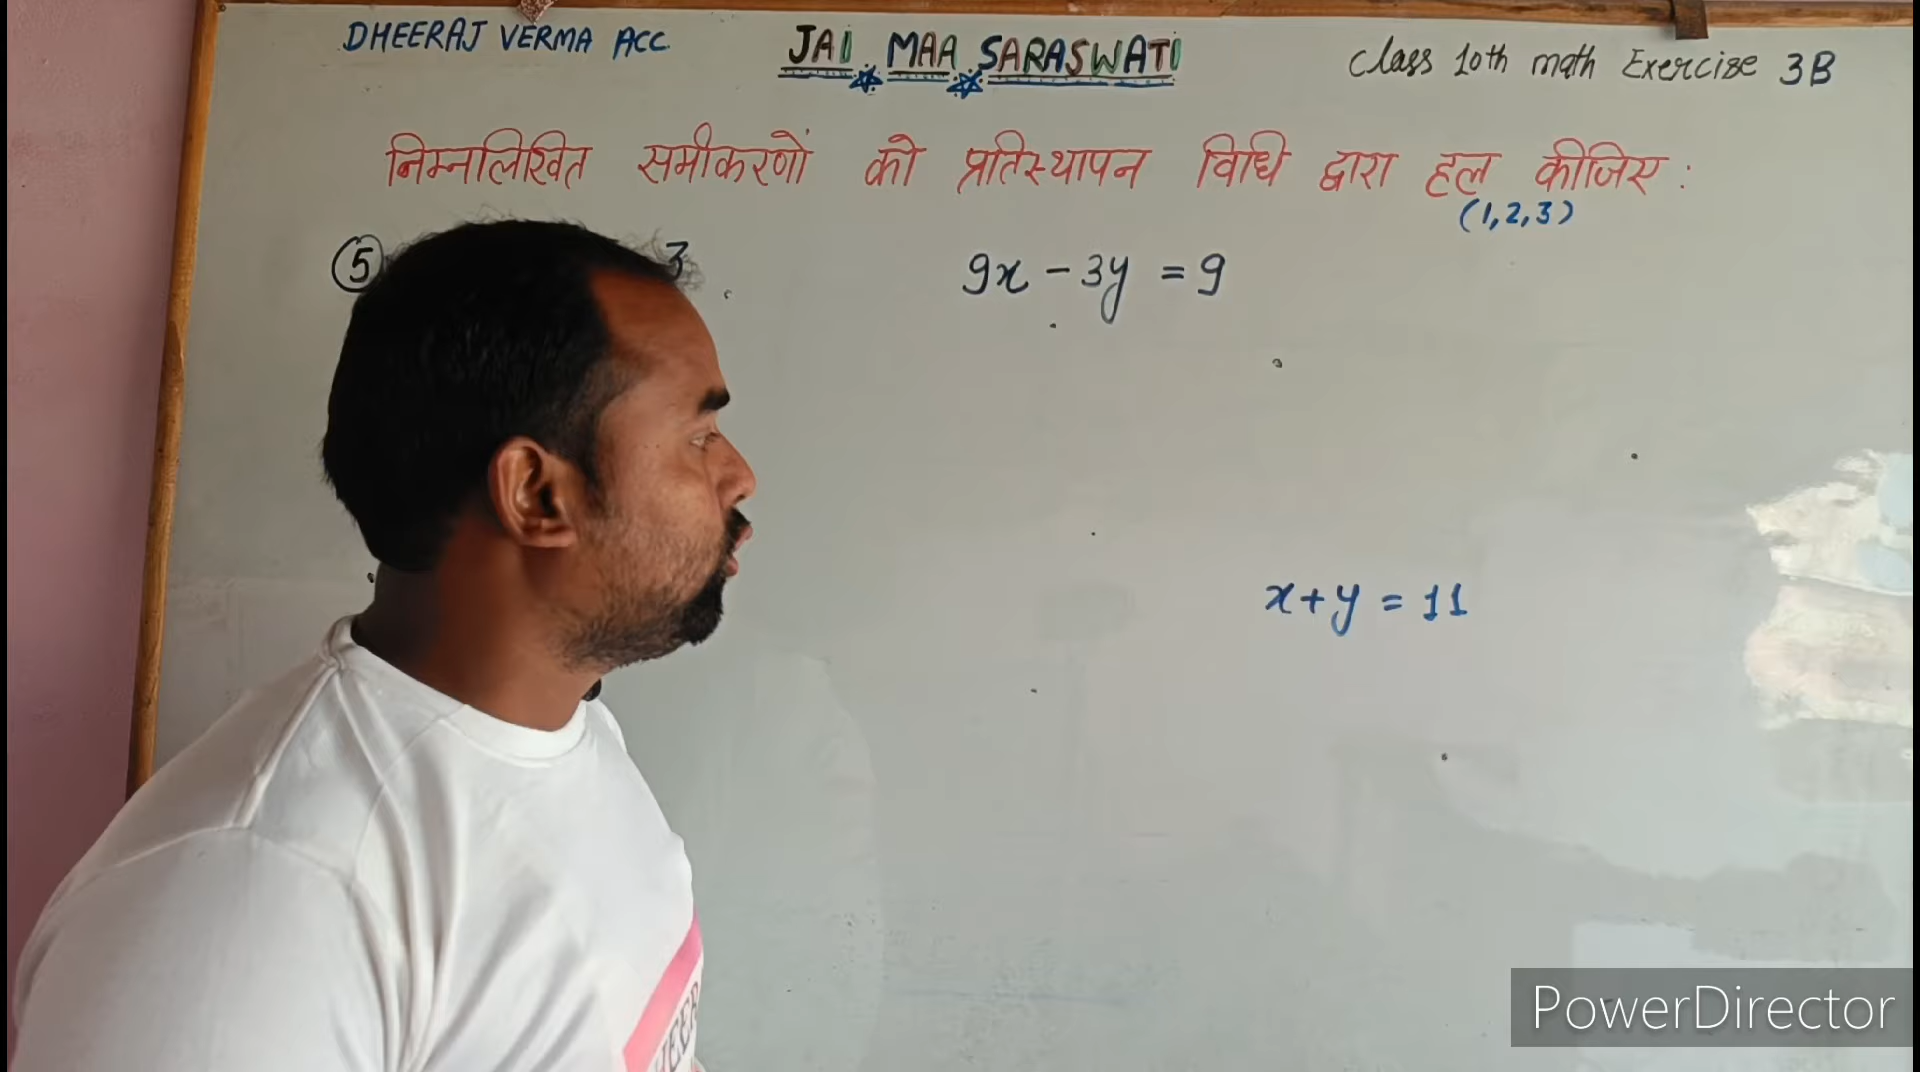 DHEERAJ VERMA ACC.
JAI MAA SARASWATI
Class 10th math Exercise 3B
निम्नलिखित समीकरणों को प्रतिस्थापन विधि द्वारा हल कीजिए :
(1,2,3)
5 3
9x - 3y = 9
x + y = 11
PowerDirector